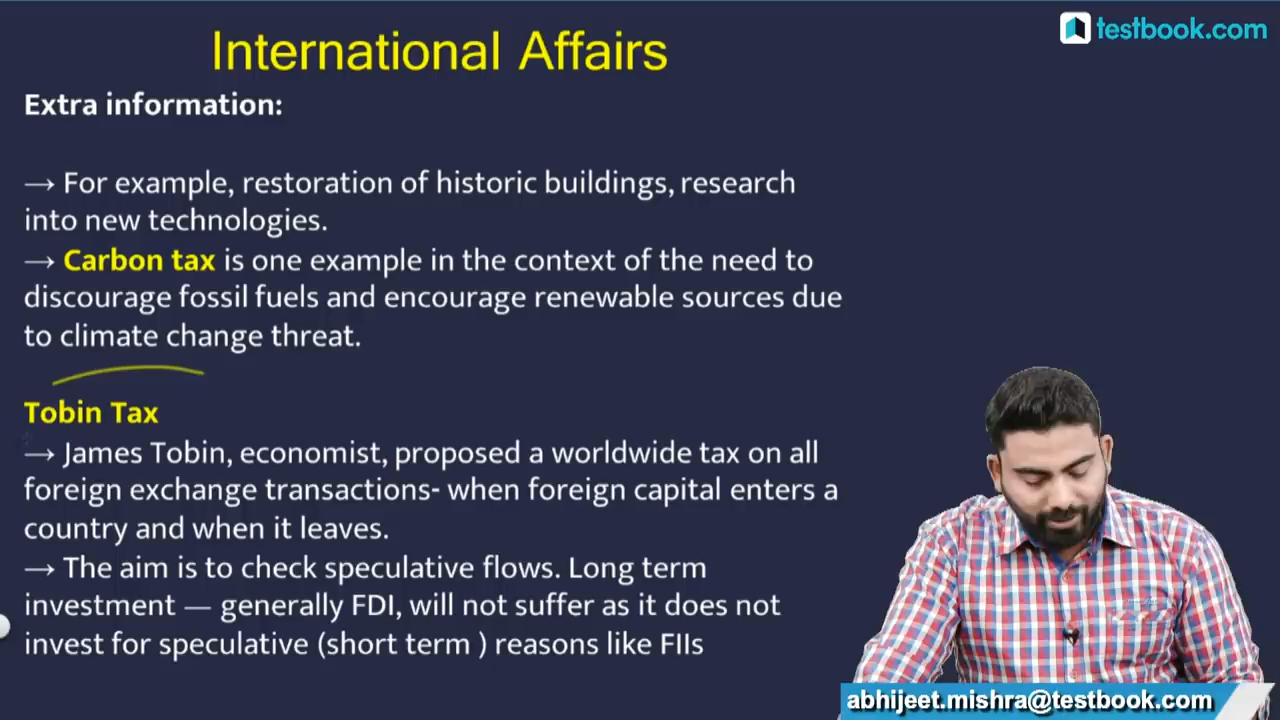 International Affairs
testbook.com
Extra information:
→ For example, restoration of historic buildings, research
into new technologies.
→ Carbon tax is one example in the context of the need to
discourage fossil fuels and encourage renewable sources due
to climate change threat.
Tobin Tax
→ James Tobin, economist, proposed a worldwide tax on all
foreign exchange transactions- when foreign capital enters a
country and when it leaves.
→ The aim is to check speculative flows. Long term
investment — generally FDI, will not suffer as it does not
invest for speculative (short term ) reasons like FIIs
abhijeet.mishra@testbook.com